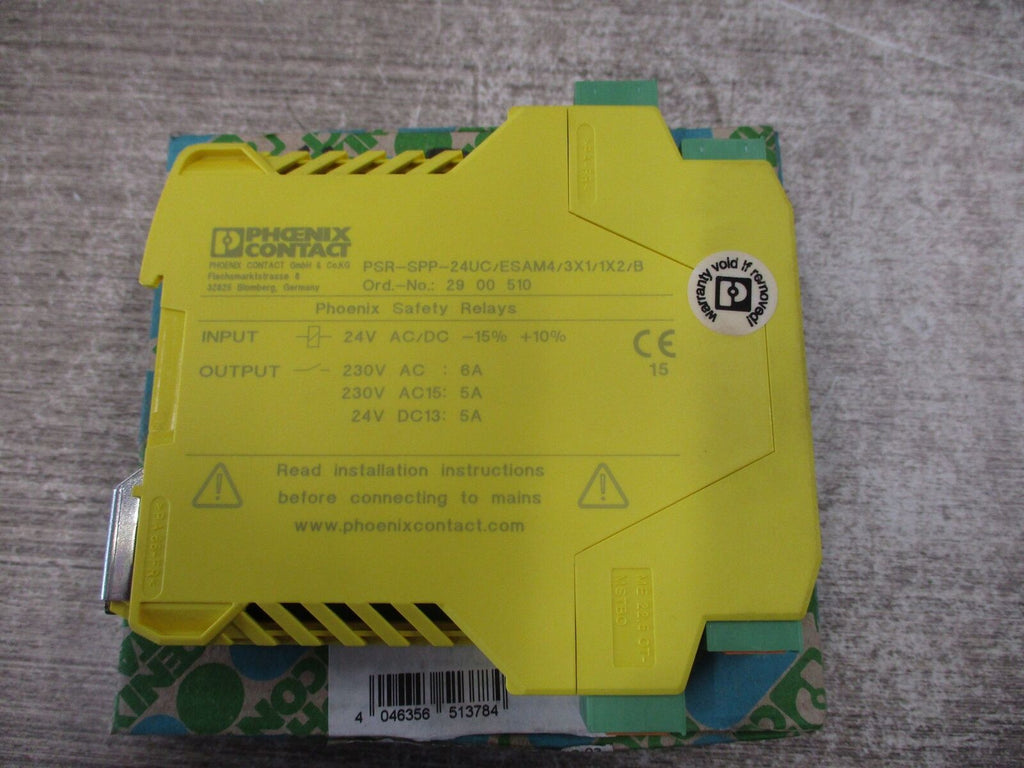 PHŒNIX
CONTACT
PHOENIX CONTACT GmbH & Co.KG
Flachsmarktstrasse 8
32825 Blomberg, Germany
PSR-SPP-24UC/ESAM4/3X1/1X2/B
Ord.-No.: 29 00 510
Phoenix Safety Relays
INPUT 24V AC/DC -15% +10%
OUTPUT 230V AC : 6A
230V AC15: 5A
24V DC13: 5A
CE
15
warranty void if removed!
Read installation instructions
before connecting to mains
www.phoenixcontact.com
MSTBO
4 046356 513784